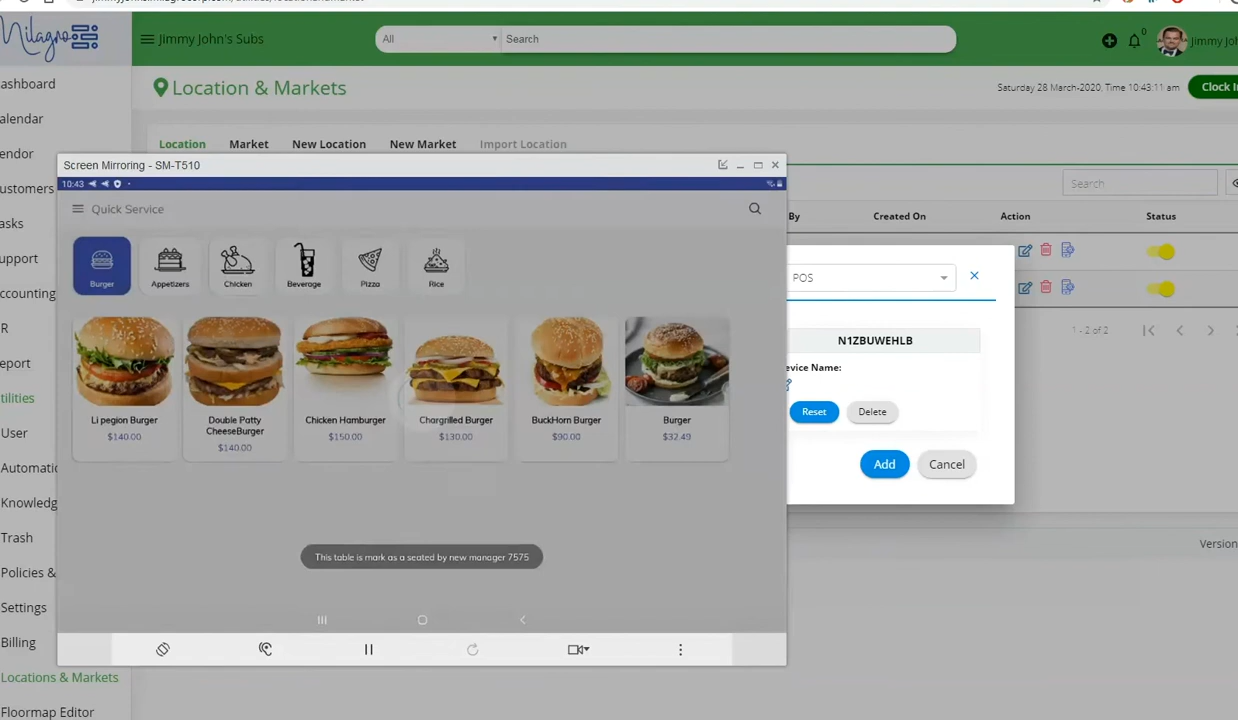 Milagro
Jimmy John's Subs
All
Search
0
Jimmy Jo
Location & Markets
Saturday 28 March-2020, Time 10:43:11 am
Clock I
Location
Market
New Location
New Market
Import Location
ashboard
alendar
endor
ustomers
asks
upport
ccounting
R
eport
tilities
User
Automatic
Knowledg
Trash
Policies &
Settings
Billing
Locations & Markets
Floormap Editor
Screen Mirroring - SM-T510
10:43
Quick Service
Burger
Appetizers
Chicken
Beverage
Pizza
Rice
Li pegion Burger
$140.00
Double Patty
CheeseBurger
$140.00
Chicken Hamburger
$150.00
Chargrilled Burger
$130.00
BuckHorn Burger
$90.00
Burger
$32.49
This table is mark as a seated by new manager 7575
Search
By
Created On
Action
Status
POS
N1ZBUWEHLB
evice Name:
Reset
Delete
Add
Cancel
1 - 2 of 2
Version